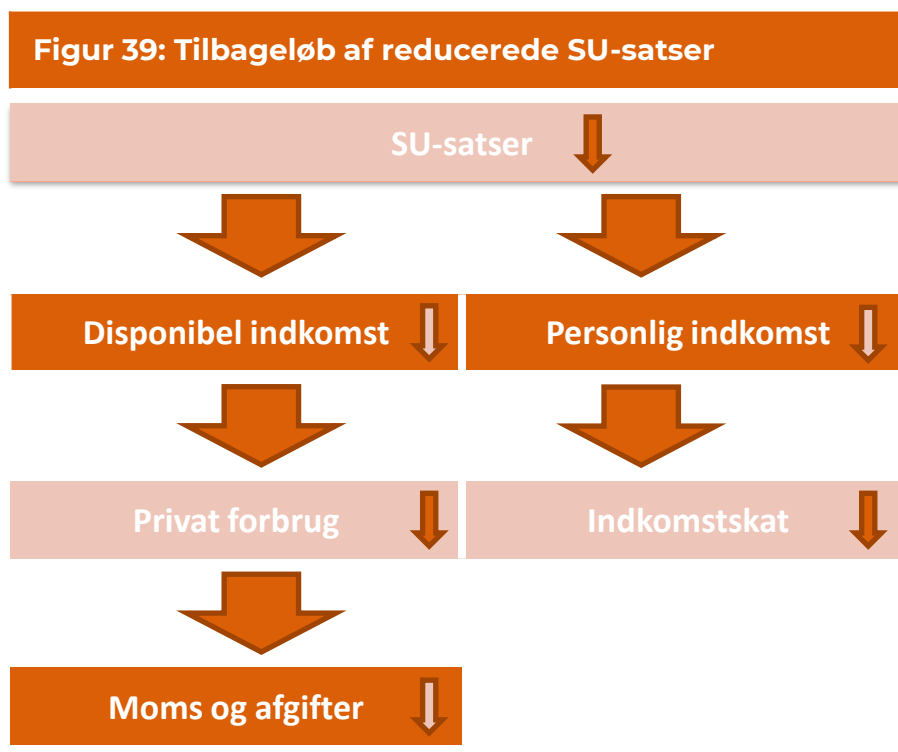 Figur 39: Tilbageløb af reducerede SU-satser
SU-satser
Disponibel indkomst
Personlig indkomst
Privat forbrug
Indkomstskat
Moms og afgifter